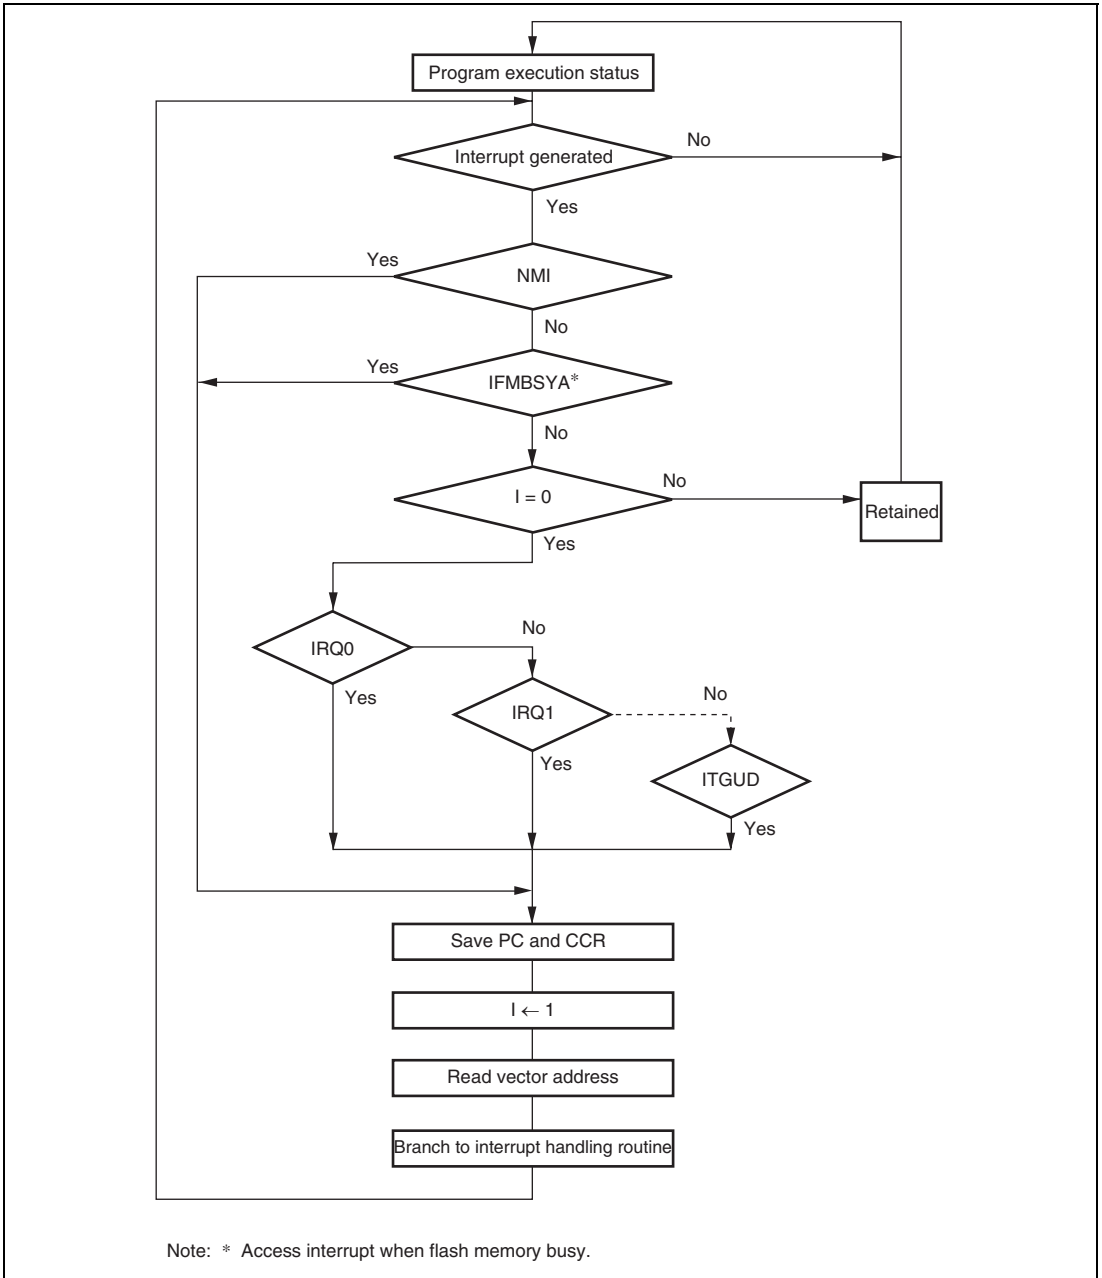 Program execution status
Interrupt generated
No
Yes
Yes
NMI
No
Yes
IFMBSYA*
No
I = 0
No
Retained
Yes
IRQ0
No
Yes
IRQ1
No
Yes
ITGUD
Yes
Save PC and CCR
I ← 1
Read vector address
Branch to interrupt handling routine
Note: * Access interrupt when flash memory busy.